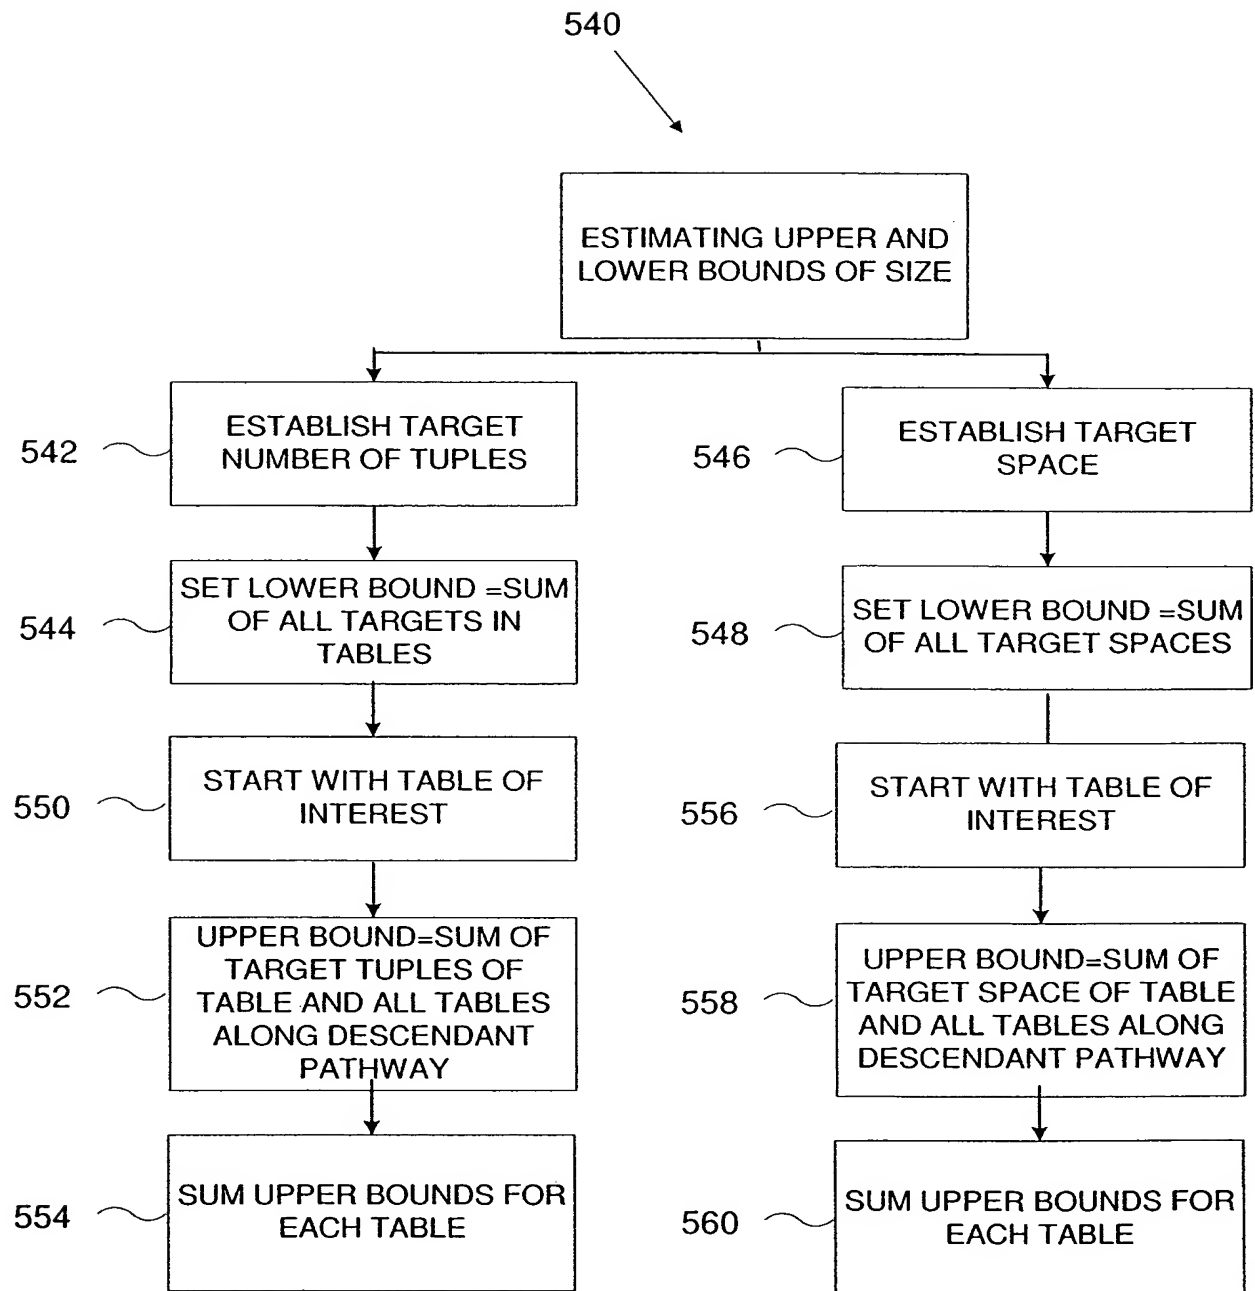 540
ESTIMATING UPPER AND
LOWER BOUNDS OF SIZE
542
ESTABLISH TARGET
NUMBER OF TUPLES
544
SET LOWER BOUND =SUM
OF ALL TARGETS IN
TABLES
550
START WITH TABLE OF
INTEREST
552
UPPER BOUND=SUM OF
TARGET TUPLES OF
TABLE AND ALL TABLES
ALONG DESCENDANT
PATHWAY
554
SUM UPPER BOUNDS FOR
EACH TABLE
546
ESTABLISH TARGET
SPACE
548
SET LOWER BOUND =SUM
OF ALL TARGET SPACES
556
START WITH TABLE OF
INTEREST
558
UPPER BOUND=SUM OF
TARGET SPACE OF TABLE
AND ALL TABLES ALONG
DESCENDANT PATHWAY
560
SUM UPPER BOUNDS FOR
EACH TABLE